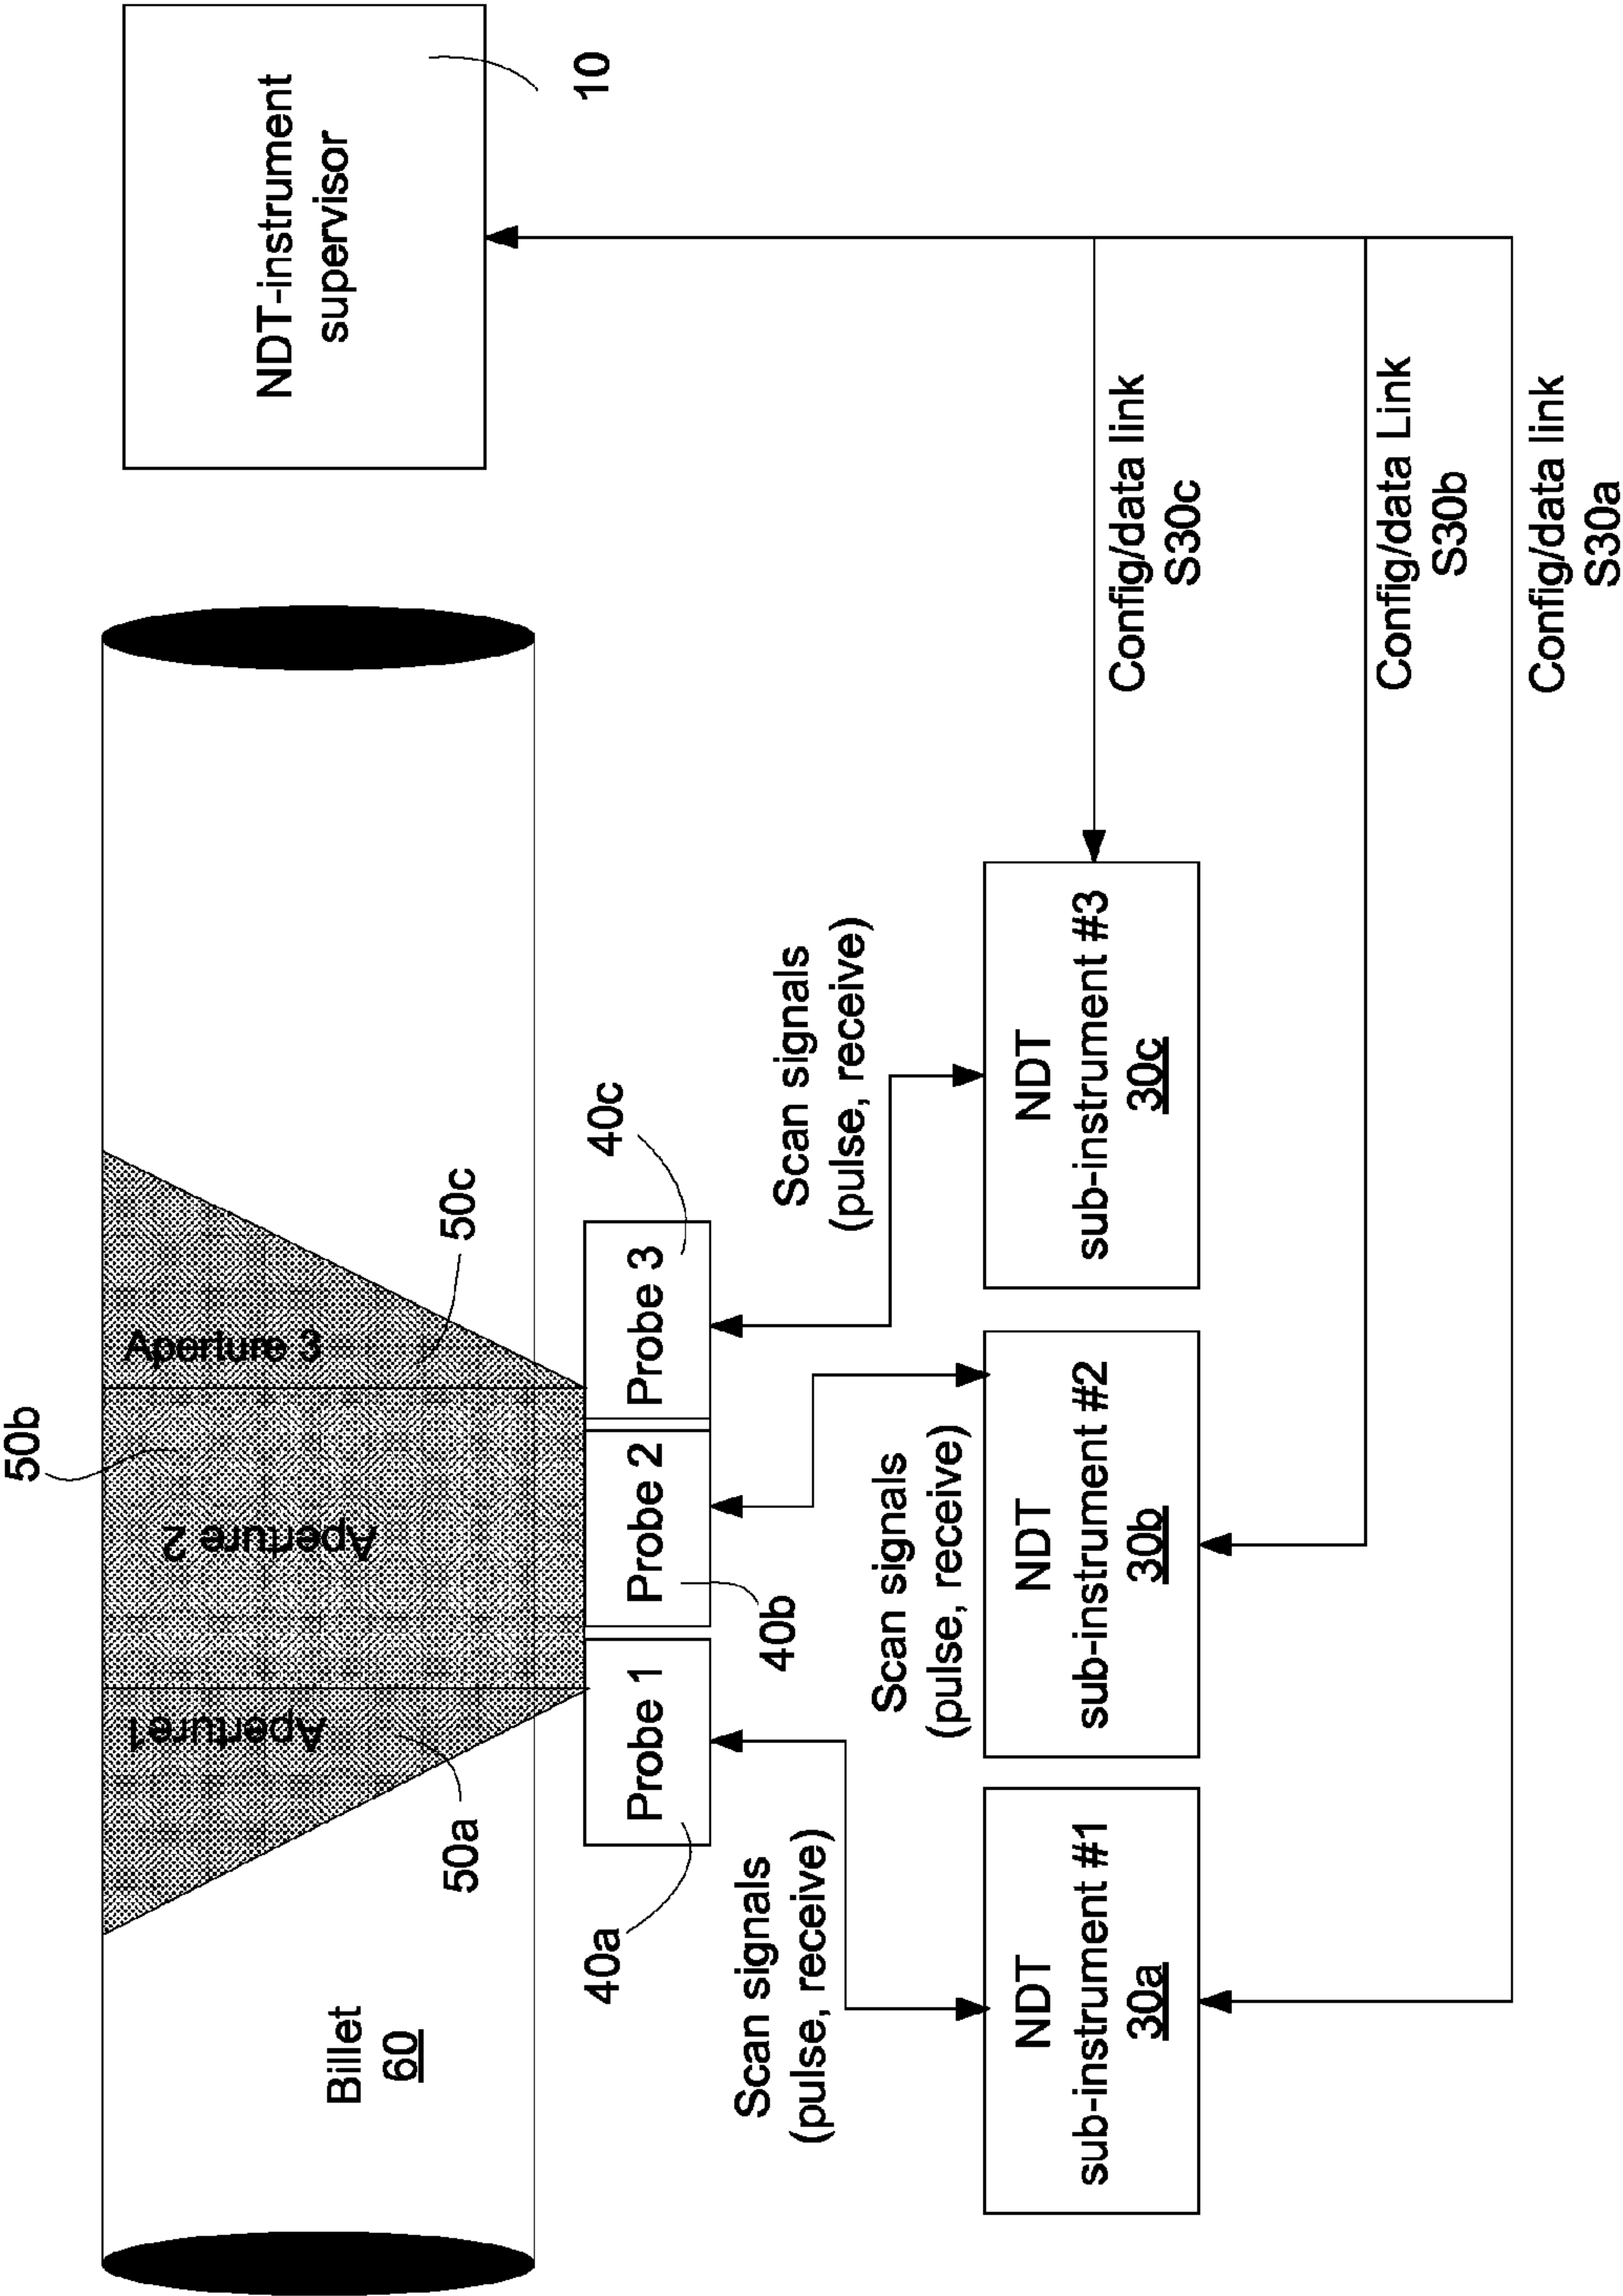 50b
Billet
60
Aperture1
Aperture 2
Aperture 3
50a
50c
NDT-instrument
supervisor
10
40a
Probe 1
Probe 2
Probe 3
40c
40b
Scan signals
(pulse, receive)
Scan signals
(pulse, receive)
Scan signals
(pulse, receive)
NDT
sub-instrument #1
30a
NDT
sub-instrument #2
30b
NDT
sub-instrument #3
30c
Config/data link
S30c
Config/data Link
S30b
Config/data link
S30a